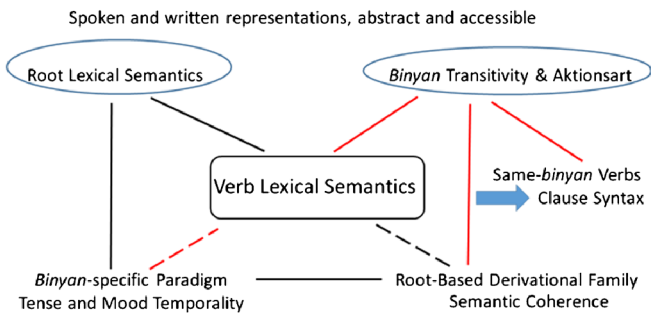 Spoken and written representations, abstract and accessible
Root Lexical Semantics
Binyan Transitivity & Aktionsart
Verb Lexical Semantics
Same-binyan Verbs
Clause Syntax
Binyan-specific Paradigm
Tense and Mood Temporality
Root-Based Derivational Family
Semantic Coherence